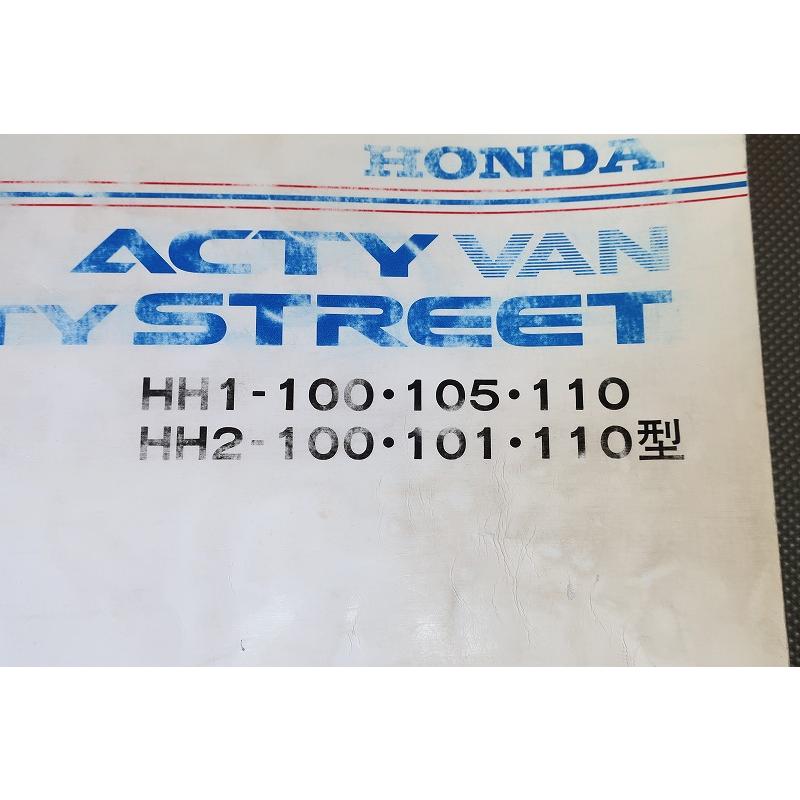 HONDA
ACTY VAN
TY STREET
HH1-100・105・110
HH2-100・101・110型